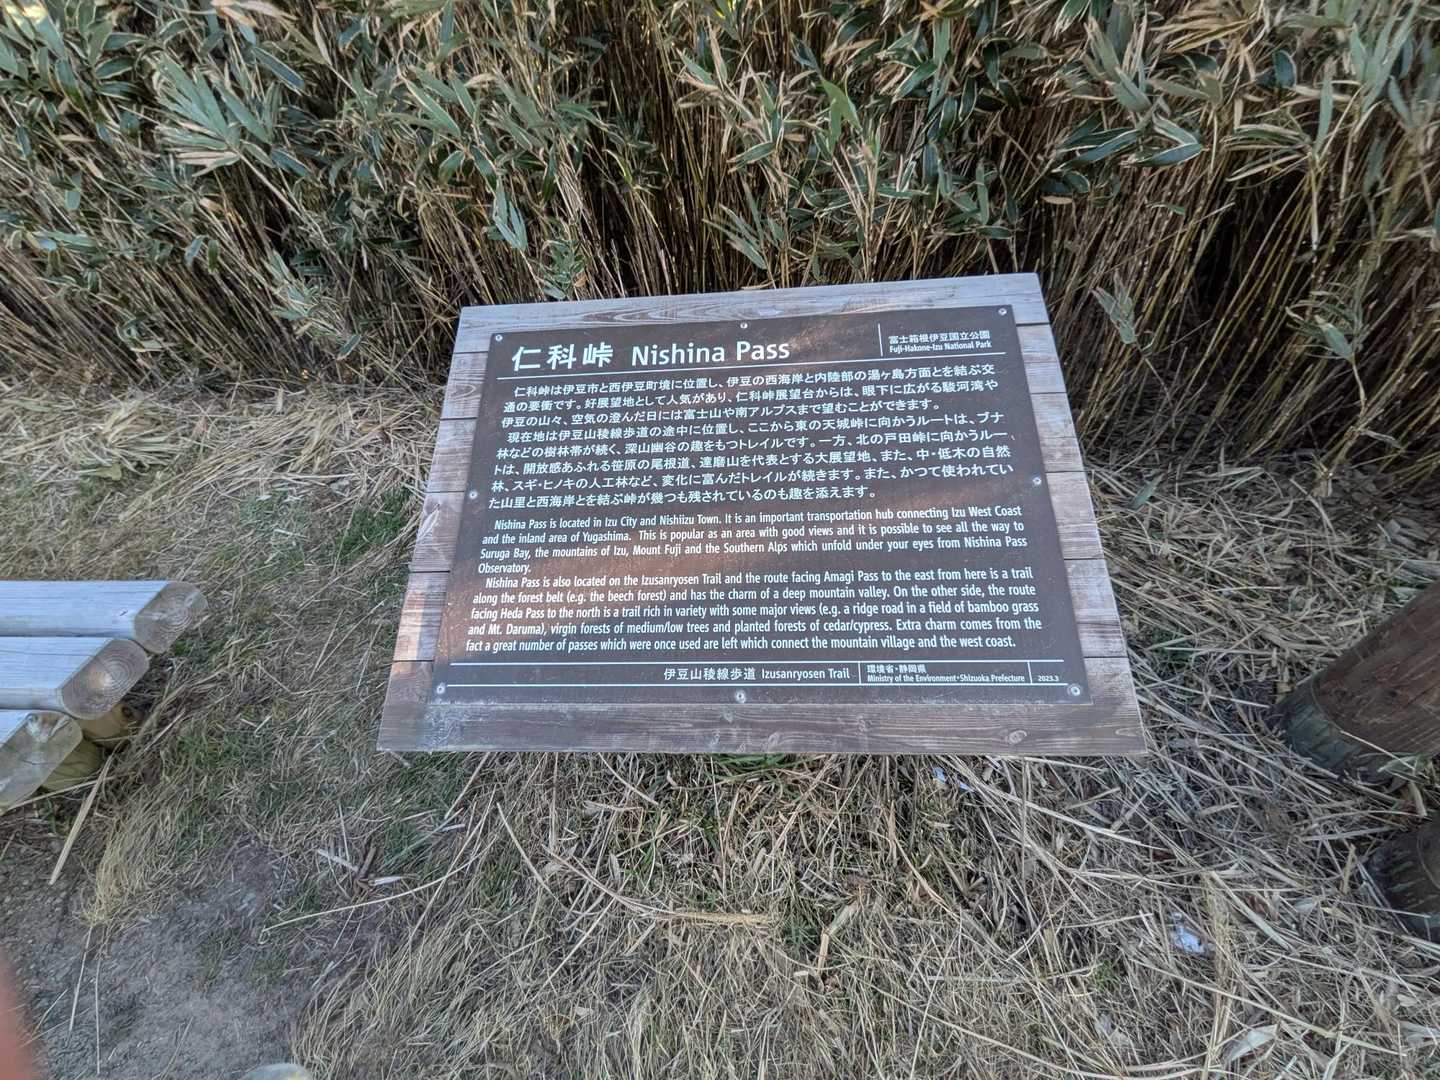 仁科峠 Nishina Pass
富士箱根伊豆国立公園
Fuji-Hakone-Izu National Park
仁科峠は伊豆市と西伊豆町境に位置し、伊豆の西海岸と内陸部の湯ヶ島方面とを結ぶ交
通の要衝です。好展望地として人気があり、仁科峠展望台からは、眼下に広がる駿河湾や
伊豆の山々、空気の澄んだ日には富士山や南アルプスまで望むことができます。
現在地は伊豆山稜線歩道の途中に位置し、ここから東の天城峠に向かうルートは、ブナ
林などの樹林帯が続く、深山幽谷の趣をもつトレイルです。一方、北の戸田峠に向かうルー
トは、開放感あふれる笹原の尾根道、達磨山を代表とする大展望地、また、中・低木の自然
林、スギ・ヒノキの人工林など、変化に富んだトレイルが続きます。また、かつて使われてい
た山里と西海岸とを結ぶ峠が幾つも残されているのも趣を添えます。
Nishina Pass is located in Izu City and Nishiizu Town. It is an important transportation hub connecting Izu West Coast
and the inland area of Yugashima. This is popular as an area with good views and it is possible to see all the way to
Suruga Bay, the mountains of Izu, Mount Fuji and the Southern Alps which unfold under your eyes from Nishina Pass
Observatory.
Nishina Pass is also located on the Izusanryosen Trail and the route facing Amagi Pass to the east from here is a trail
along the forest belt (e.g. the beech forest) and has the charm of a deep mountain valley. On the other side, the route
facing Heda Pass to the north is a trail rich in variety with some major views (e.g. a ridge road in a field of bamboo grass
and Mt. Daruma), virgin forests of medium/low trees and planted forests of cedar/cypress. Extra charm comes from the
fact a great number of passes which were once used are left which connect the mountain village and the west coast.
伊豆山稜線歩道 Izusanryosen Trail
環境省・静岡県
Ministry of the Environment・Shizuoka Prefecture
2023.3